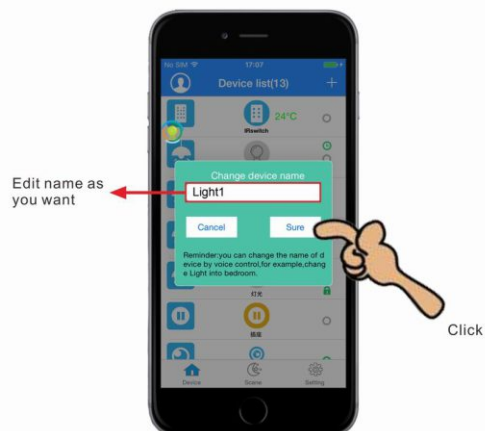 No SIM 17:07
Device list(13) +
24°C
IRswitch
Change device name
Light1
Edit name as
you want
Cancel Sure
Reminder:you can change the name of d
evice by voice control,for example,chang
e Light into bedroom.
灯光
Click
Device Scene Setting